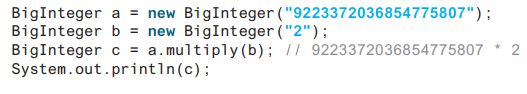 BigInteger a = new BigInteger("9223372036854775807");
BigInteger b = new BigInteger("2");
BigInteger c = a.multiply(b); // 9223372036854775807 * 2
System.out.println(c);